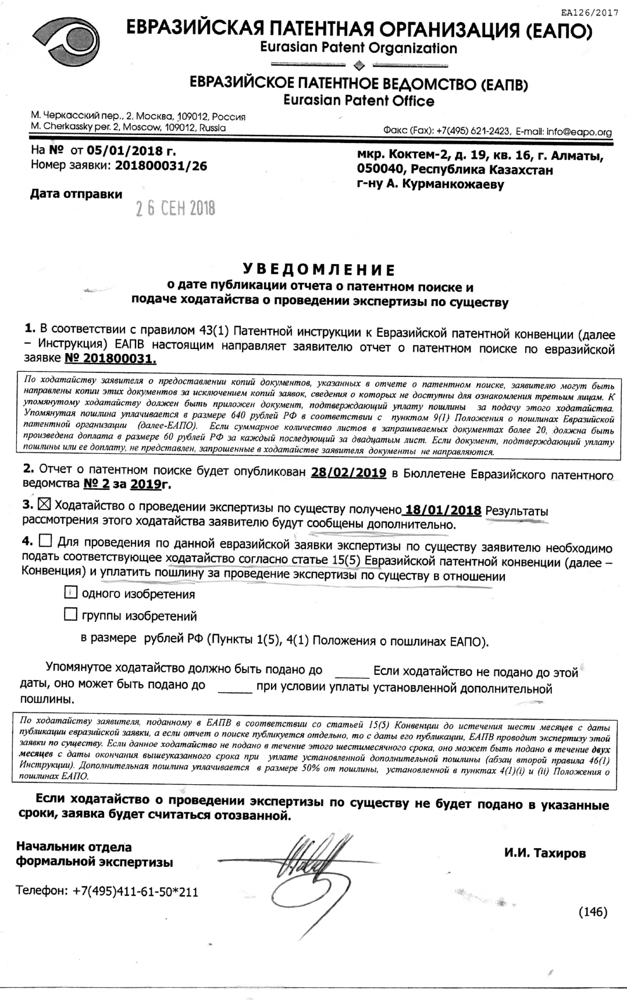 EA126/2017
ЕВРАЗИЙСКАЯ ПАТЕНТНАЯ ОРГАНИЗАЦИЯ (ЕАПО)
Eurasian Patent Organization
ЕВРАЗИЙСКОЕ ПАТЕНТНОЕ ВЕДОМСТВО (ЕАПВ)
Eurasian Patent Office
М. Черкасский пер., 2, Москва, 109012, Россия
M. Cherkassky per. 2, Moscow, 109012, Russia
Факс (Fax): +7(495) 621-2423, E-mail: info@eapo.org
На № от 05/01/2018 г.
Номер заявки: 201800031/26
мкр. Коктем-2, д. 19, кв. 16, г. Алматы,
050040, Республика Казахстан
г-ну А. Курманкожаеву
Дата отправки
26 СЕН 2018
УВЕДОМЛЕНИЕ
о дате публикации отчета о патентном поиске и
подаче ходатайства о проведении экспертизы по существу
1. В соответствии с правилом 43(1) Патентной инструкции к Евразийской патентной конвенции (далее
– Инструкция) ЕАПВ настоящим направляет заявителю отчет о патентном поиске по евразийской
заявке № 201800031.
По ходатайству заявителя о предоставлении копий документов, указанных в отчете о патентном поиске, заявителю могут быть
направлены копии этих документов за исключением копий заявок, сведения о которых не доступны для ознакомления третьим лицам. К
упомянутому ходатайству должен быть приложен документ, подтверждающий уплату пошлины за подачу этого ходатайства.
Упомянутая пошлина уплачивается в размере 640 рублей РФ в соответствии с пунктом 9(1) Положения о пошлинах Евразийской
патентной организации (далее-ЕАПО). Если суммарное количество листов в запрашиваемых документах более 20, должна быть
произведена доплата в размере 60 рублей РФ за каждый последующий за двадцатым лист. Если документ, подтверждающий уплату
пошлины или ее доплату, не представлен, запрошенные в ходатайстве заявителя документы не направляются.
2. Отчет о патентном поиске будет опубликован 28/02/2019 в Бюллетене Евразийского патентного
ведомства № 2 за 2019г.
3. ☒ Ходатайство о проведении экспертизы по существу получено 18/01/2018 Результаты
рассмотрения этого ходатайства заявителю будут сообщены дополнительно.
4. ☐ Для проведения по данной евразийской заявки экспертизы по существу заявителю необходимо
подать соответствующее ходатайство согласно статье 15(5) Евразийской патентной конвенции (далее –
Конвенция) и уплатить пошлину за проведение экспертизы по существу в отношении
☐ одного изобретения
☐ группы изобретений
в размере рублей РФ (Пункты 1(5), 4(1) Положения о пошлинах ЕАПО).
Упомянутое ходатайство должно быть подано до _____ Если ходатайство не подано до этой
даты, оно может быть подано до _____ при условии уплаты установленной дополнительной
пошлины.
По ходатайству заявителя, поданному в ЕАПВ в соответствии со статьей 15(5) Конвенции до истечения шести месяцев с даты
публикации евразийской заявки, а если отчет о поиске публикуется отдельно, то с даты его публикации, ЕАПВ проводит экспертизу этой
заявки по существу. Если данное ходатайство не подано в течение этого шестимесячного срока, оно может быть подано в течение двух
месяцев с даты окончания вышеуказанного срока при уплате установленной дополнительной пошлины (абзац второй правила 46(1)
Инструкции). Дополнительная пошлина уплачивается в размере 50% от пошлины, установленной в пунктах 4(1)(i) и (ii) Положения о
пошлинах ЕАПО.
Если ходатайство о проведении экспертизы по существу не будет подано в указанные
сроки, заявка будет считаться отозванной.
Начальник отдела
формальной экспертизы
И.И. Тахиров
Телефон: +7(495)411-61-50*211
(146)